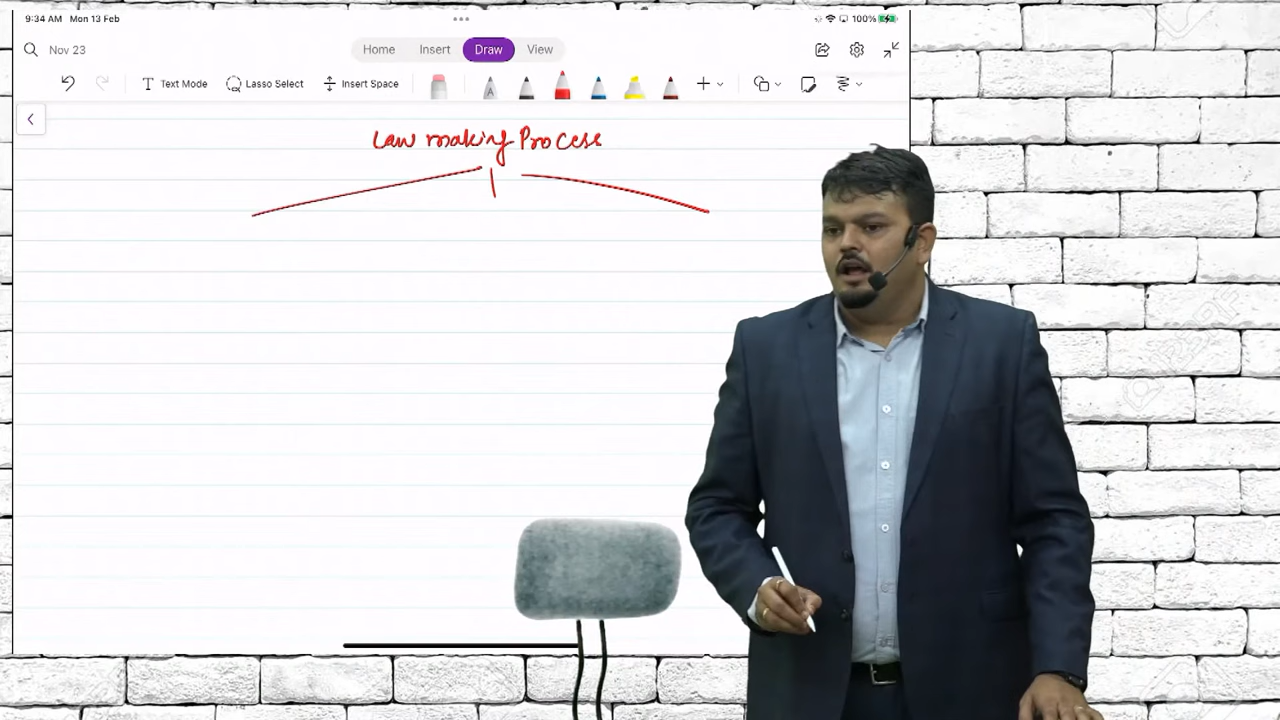 9:34 AM Mon 13 Feb
100%
Nov 23
Home Insert Draw View
Text Mode Lasso Select Insert Space
A
Law making Process